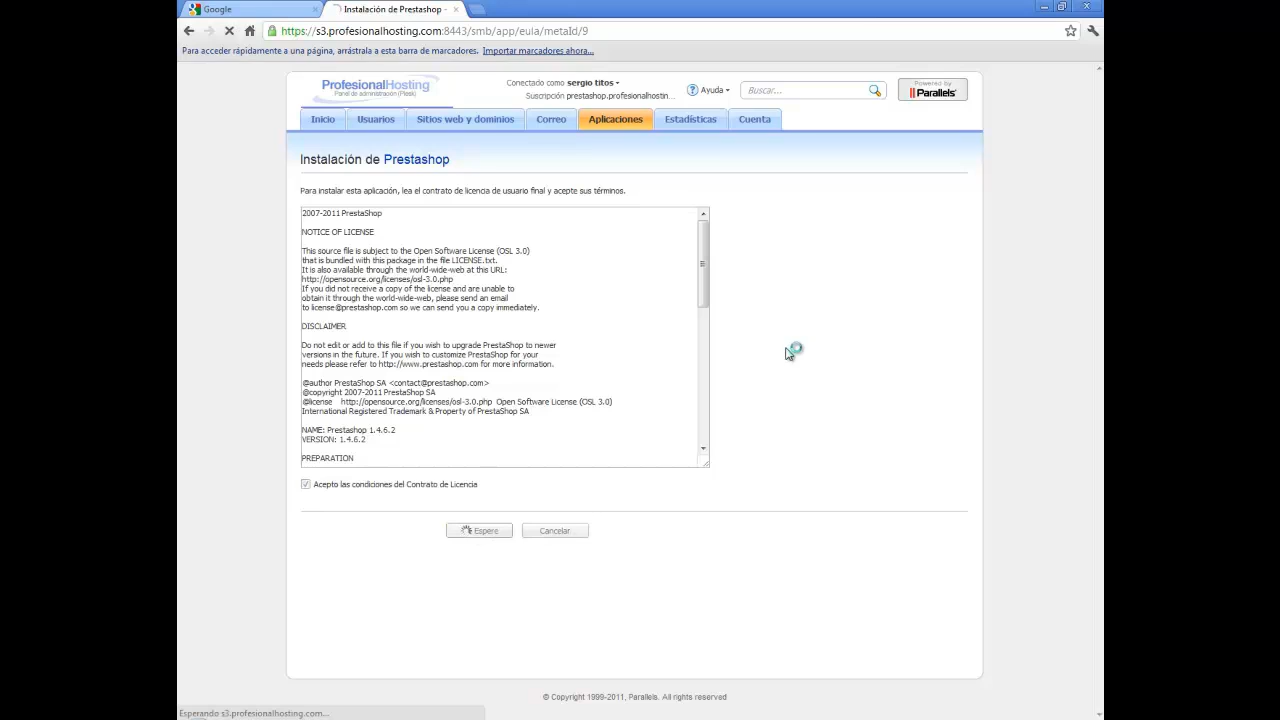 Google
Instalación de Prestashop -
https://s3.profesionalhosting.com:8443/smb/app/eula/metaId/9
Para acceder rápidamente a una página, arrástrala a esta barra de marcadores. Importar marcadores ahora...
ProfesionalHosting
Panel de administración (Plesk)
Conectado como sergio titos
Suscripción prestashop.profesionalhostin...
Ayuda
Buscar...
Powered by
Parallels
Inicio
Usuarios
Sitios web y dominios
Correo
Aplicaciones
Estadísticas
Cuenta
Instalación de Prestashop
Para instalar esta aplicación, lea el contrato de licencia de usuario final y acepte sus términos.
2007-2011 PrestaShop
NOTICE OF LICENSE
This source file is subject to the Open Software License (OSL 3.0)
that is bundled with this package in the file LICENSE.txt.
It is also available through the world-wide-web at this URL:
http://opensource.org/licenses/osl-3.0.php
If you did not receive a copy of the license and are unable to
obtain it through the world-wide-web, please send an email
to license@prestashop.com so we can send you a copy immediately.
DISCLAIMER
Do not edit or add to this file if you wish to upgrade PrestaShop to newer
versions in the future. If you wish to customize PrestaShop for your
needs please refer to http://www.prestashop.com for more information.
@author PrestaShop SA <contact@prestashop.com>
@copyright 2007-2011 PrestaShop SA
@license http://opensource.org/licenses/osl-3.0.php Open Software License (OSL 3.0)
International Registered Trademark & Property of PrestaShop SA
NAME: Prestashop 1.4.6.2
VERSION: 1.4.6.2
PREPARATION
Acepto las condiciones del Contrato de Licencia
Espere
Cancelar
© Copyright 1999-2011, Parallels. All rights reserved
Esperando s3.profesionalhosting.com...